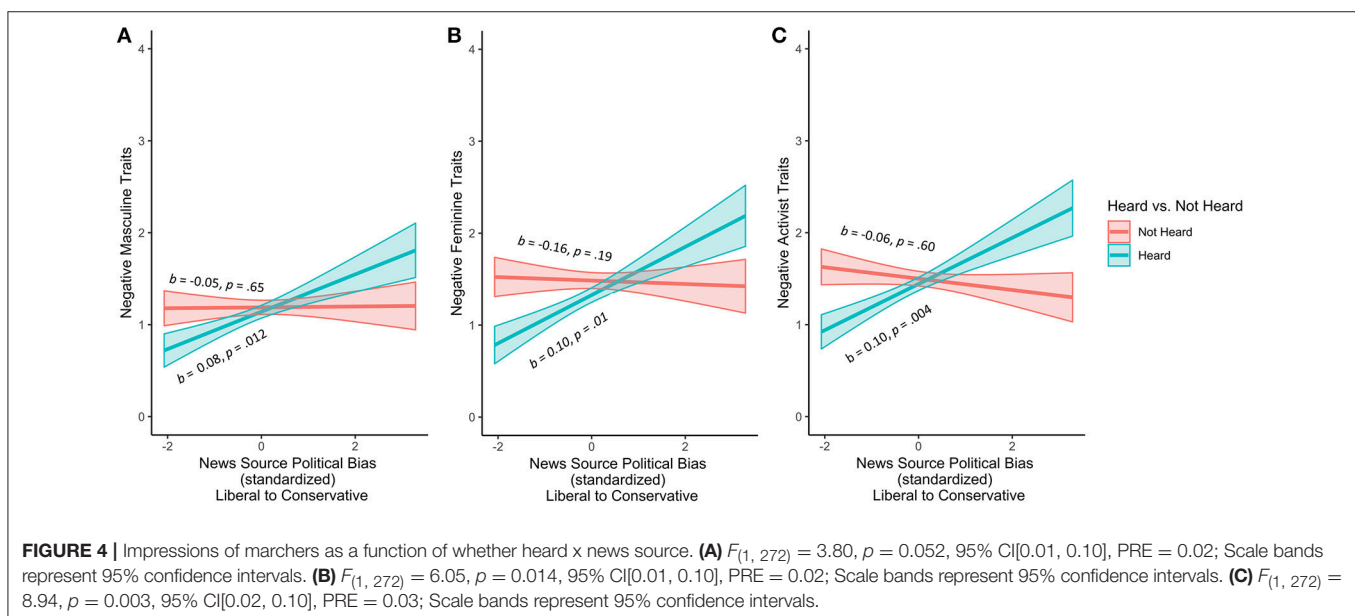 A
4
3
2
1
0
Negative Masculine Traits
b = -0.05, p = .65
b = 0.08, p = .012
-2
0
2
News Source Political Bias
(standardized)
Liberal to Conservative
B
4
3
2
1
0
Negative Feminine Traits
b = -0.16, p = .19
b = 0.10, p = .01
-2
0
2
News Source Political Bias
(standardized)
Liberal to Conservative
C
4
3
2
1
0
Negative Activist Traits
b = -0.06, p = .60
b = 0.10, p = .004
-2
0
2
News Source Political Bias
(standardized)
Liberal to Conservative
Heard vs. Not Heard
Not Heard
Heard
FIGURE 4 | Impressions of marchers as a function of whether heard x news source. (A) F(1, 272) = 3.80, p = 0.052, 95% CI[0.01, 0.10], PRE = 0.02; Scale bands
represent 95% confidence intervals. (B) F(1, 272) = 6.05, p = 0.014, 95% CI[0.01, 0.10], PRE = 0.02; Scale bands represent 95% confidence intervals. (C) F(1, 272) =
8.94, p = 0.003, 95% CI[0.02, 0.10], PRE = 0.03; Scale bands represent 95% confidence intervals.